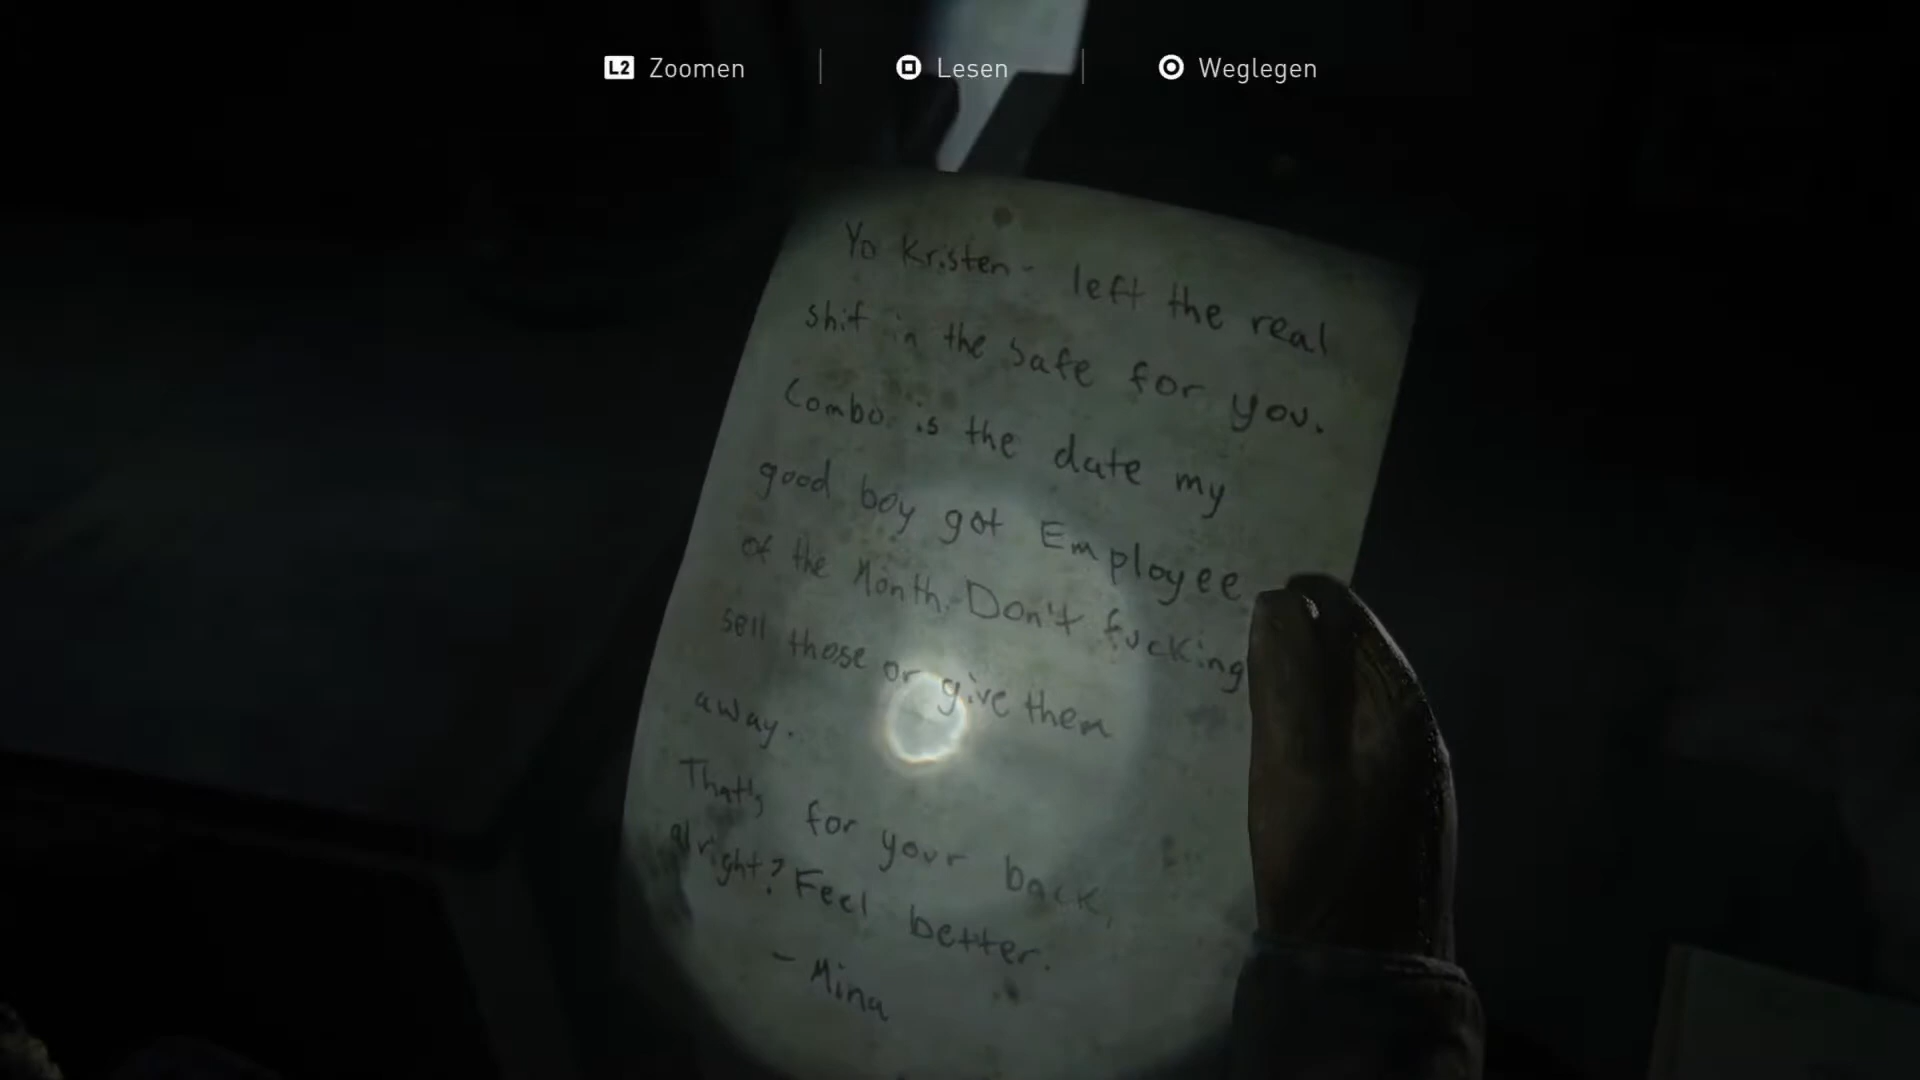 L2 Zoomen Lesen Weglegen
Yo Kristen - left the real
shit in the safe for you.
Combo is the date my
good boy got Employee
of the Month. Don't fucking
sell those or give them
away.
That's for your back,
alright? Feel better.
- Mina